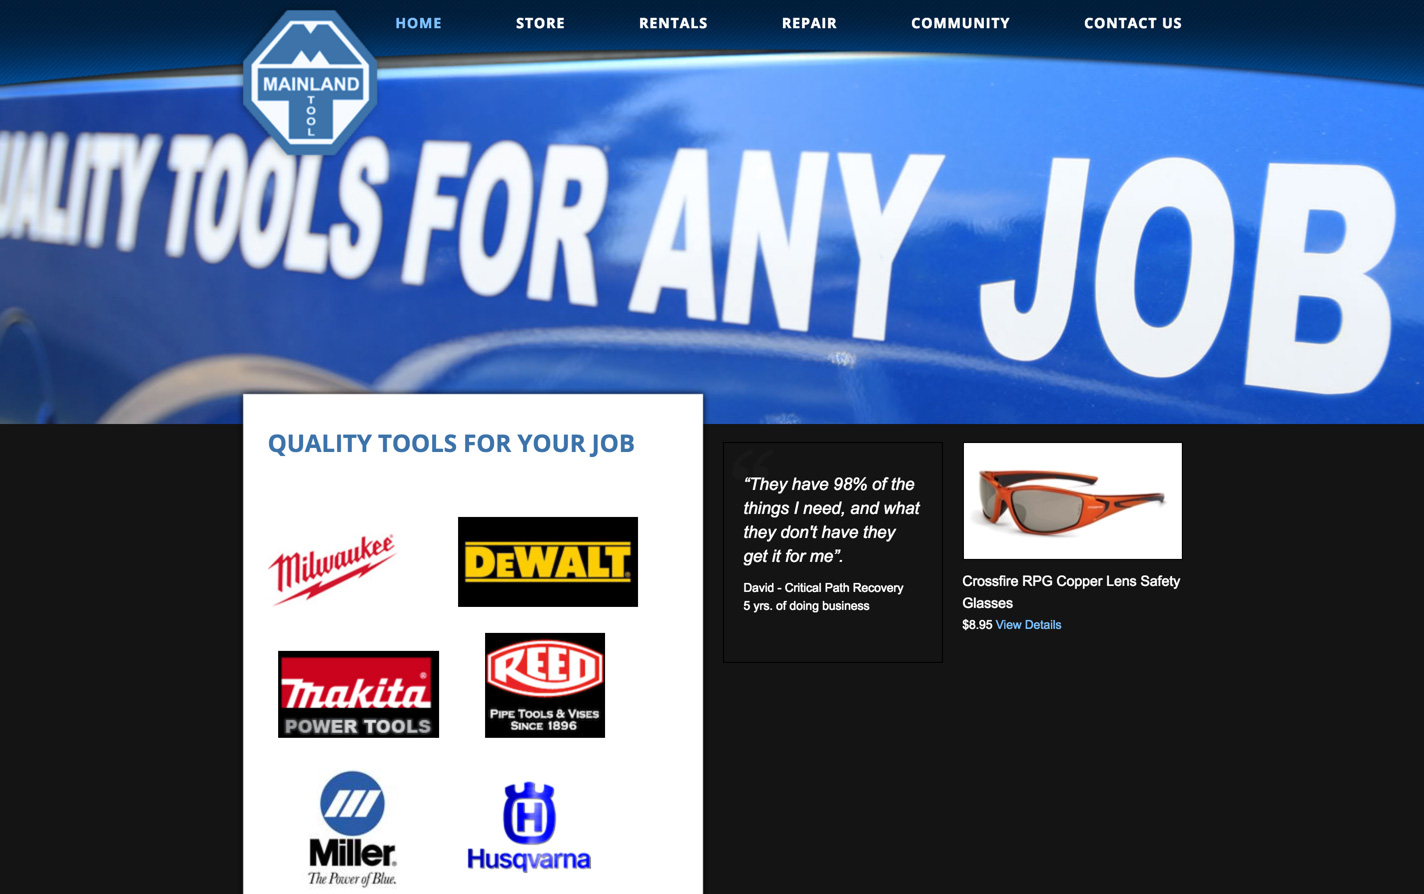 HOME STORE RENTALS REPAIR COMMUNITY CONTACT US
MAINLAND
TOOL
UALITY TOOLS FOR ANY JOB
QUALITY TOOLS FOR YOUR JOB
Milwaukee
DEWALT
makita
POWER TOOLS
REED
PIPE TOOLS & VISES
SINCE 1896
Miller
The Power of Blue.
H
Husqvarna
“They have 98% of the
things I need, and what
they don't have they
get it for me”.
David - Critical Path Recovery
5 yrs. of doing business
Crossfire RPG Copper Lens Safety
Glasses
$8.95 View Details